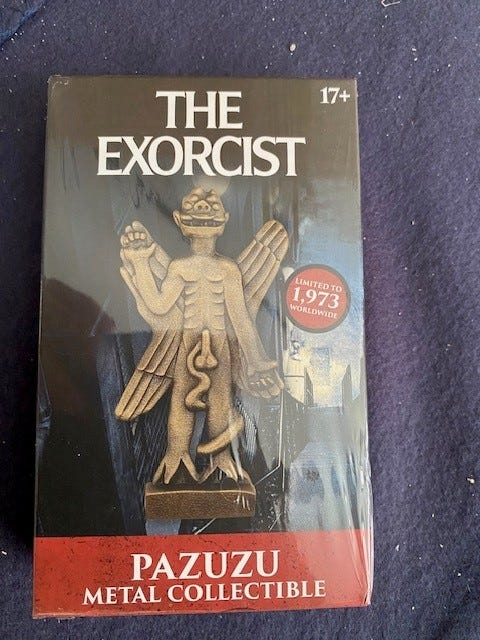 THE
EXORCIST
17+
LIMITED TO
1,973
WORLDWIDE
PAZUZU
METAL COLLECTIBLE